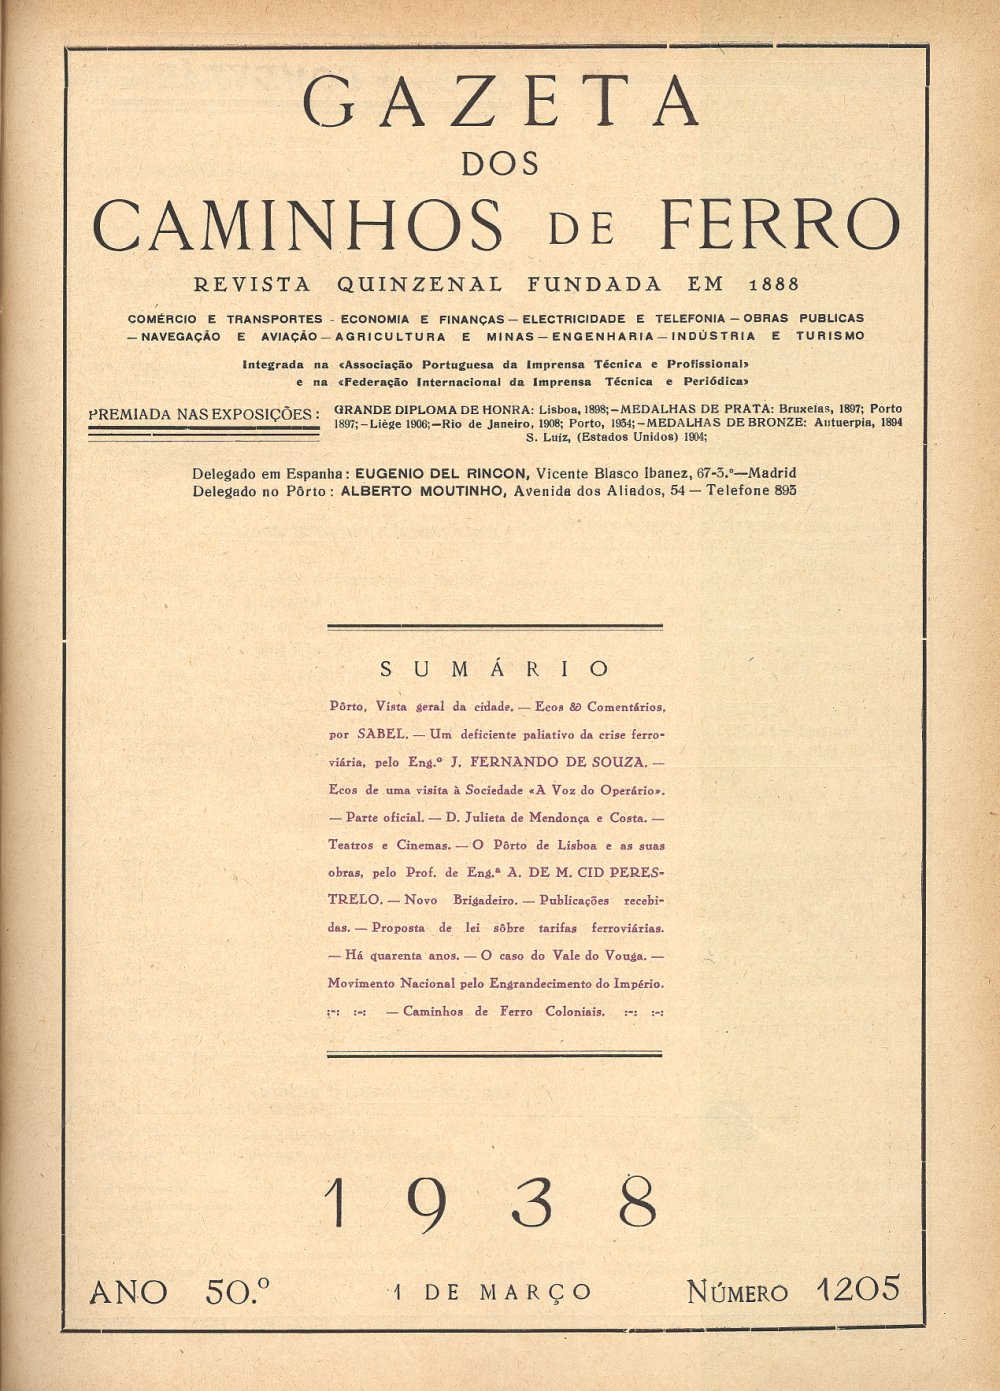 GAZETA
DOS
CAMINHOS DE FERRO
REVISTA QUINZENAL FUNDADA EM 1888
COMÉRCIO E TRANSPORTES - ECONOMIA E FINANÇAS — ELECTRICIDADE E TELEFONIA — OBRAS PUBLICAS
— NAVEGAÇÃO E AVIAÇÃO — AGRICULTURA E MINAS — ENGENHARIA — INDÚSTRIA E TURISMO
Integrada na «Associação Portuguesa da Imprensa Técnica e Profissional»
e na «Federação Internacional da Imprensa Técnica e Periódica»
PREMIADA NAS EXPOSIÇÕES:
GRANDE DIPLOMA DE HONRA: Lisboa, 1898; — MEDALHAS DE PRATA: Bruxelas, 1897; Porto
1897; — Liège 1906; — Rio de Janeiro, 1908; Porto, 1934; — MEDALHAS DE BRONZE: Antuerpia, 1894
S. Luiz, (Estados Unidos) 1904;
Delegado em Espanha: EUGENIO DEL RINCON, Vicente Blasco Ibanez, 67-3.º—Madrid
Delegado no Pôrto: ALBERTO MOUTINHO, Avenida dos Aliados, 54 — Telefone 893
SUMÁRIO
Pôrto, Vista geral da cidade. — Ecos & Comentários,
por SABEL. — Um deficiente paliativo da crise ferro-
viária, pelo Eng.º J. FERNANDO DE SOUZA. —
Ecos de uma visita à Sociedade «A Voz do Operário».
— Parte oficial. — D. Julieta de Mendonça e Costa. —
Teatros e Cinemas. — O Pôrto de Lisboa e as suas
obras, pelo Prof. de Eng.ª A. DE M. CID PERES-
TRELO. — Novo Brigadeiro. — Publicações recebi-
das. — Proposta de lei sôbre tarifas ferroviárias.
— Há quarenta anos. — O caso do Vale do Vouga. —
Movimento Nacional pelo Engrandecimento do Império.
:-: :-: — Caminhos de Ferro Coloniais. :-: :-:
1938
ANO 50.º 1 DE MARÇO NÚMERO 1205